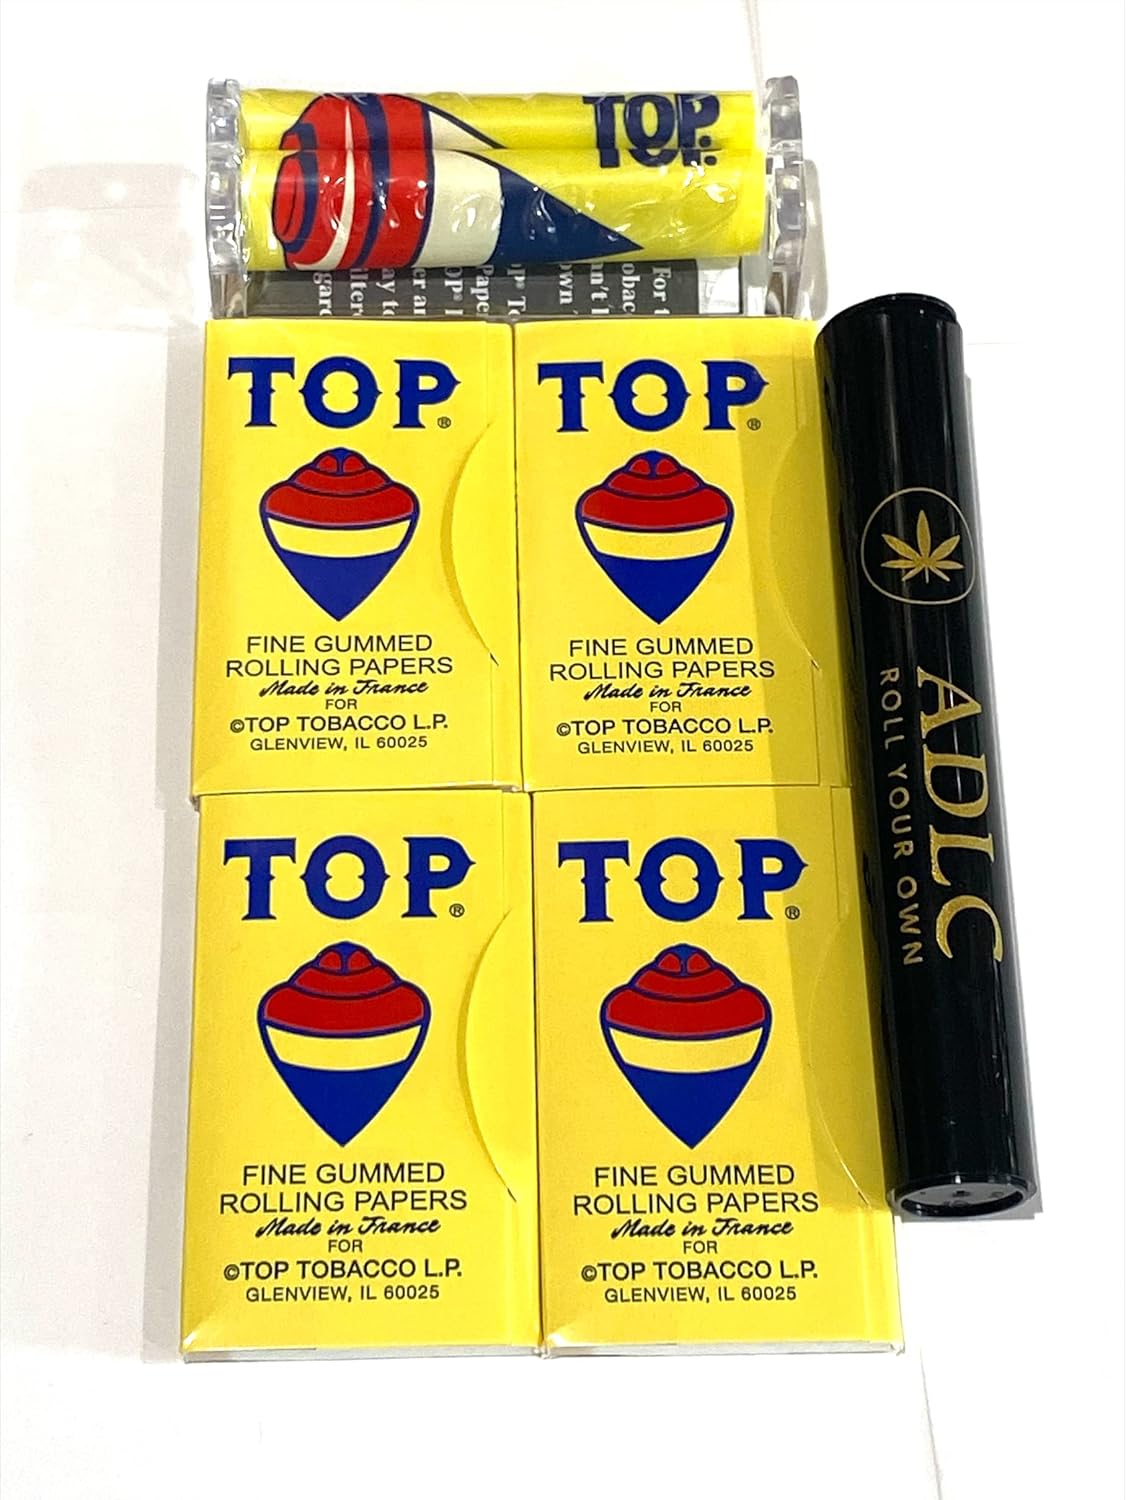 TOP.
TOP.
TOP®
FINE GUMMED
ROLLING PAPERS
Made in France
FOR
©TOP TOBACCO L.P.
GLENVIEW, IL 60025
TOP®
FINE GUMMED
ROLLING PAPERS
Made in France
FOR
©TOP TOBACCO L.P.
GLENVIEW, IL 60025
TOP®
FINE GUMMED
ROLLING PAPERS
Made in France
FOR
©TOP TOBACCO L.P.
GLENVIEW, IL 60025
TOP®
FINE GUMMED
ROLLING PAPERS
Made in France
FOR
©TOP TOBACCO L.P.
GLENVIEW, IL 60025
ADLC
ROLL YOUR OWN